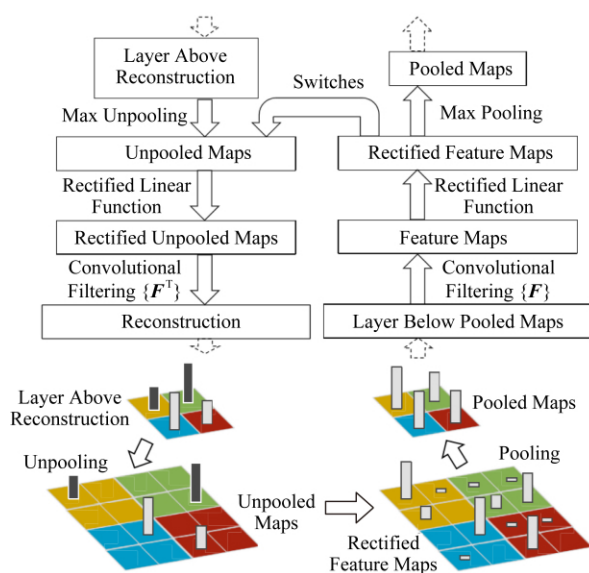 Layer Above
Reconstruction
Max Unpooling
Unpooled Maps
Rectified Linear
Function
Rectified Unpooled Maps
Convolutional
Filtering {Fᵀ}
Reconstruction
Switches
Pooled Maps
Max Pooling
Rectified Feature Maps
Rectified Linear
Function
Feature Maps
Convolutional
Filtering {F}
Layer Below Pooled Maps
Layer Above
Reconstruction
Unpooling
Unpooled
Maps
Pooled Maps
Pooling
Rectified
Feature Maps